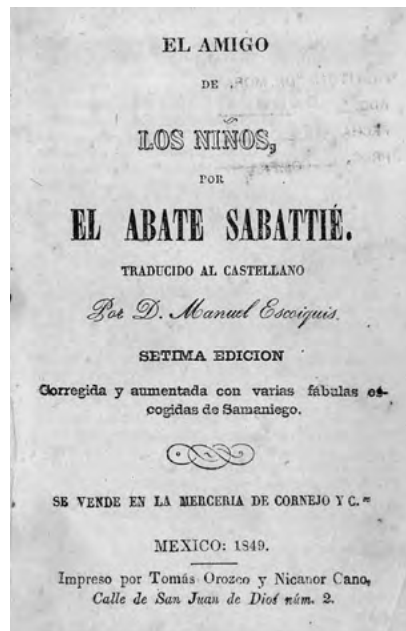 EL AMIGO
DE
LOS NIÑOS,
POR
EL ABATE SABATTIÉ.
TRADUCIDO AL CASTELLANO
Por D. Manuel Escoiquis.
SETIMA EDICION
Corregida y aumentada con varias fábulas es-
cogidas de Samaniego.
SE VENDE EN LA MERCERIA DE CORNEJO Y C.ª
MEXICO: 1849.
Impreso por Tomás Orozco y Nicanor Cano,
Calle de San Juan de Dios núm. 2.